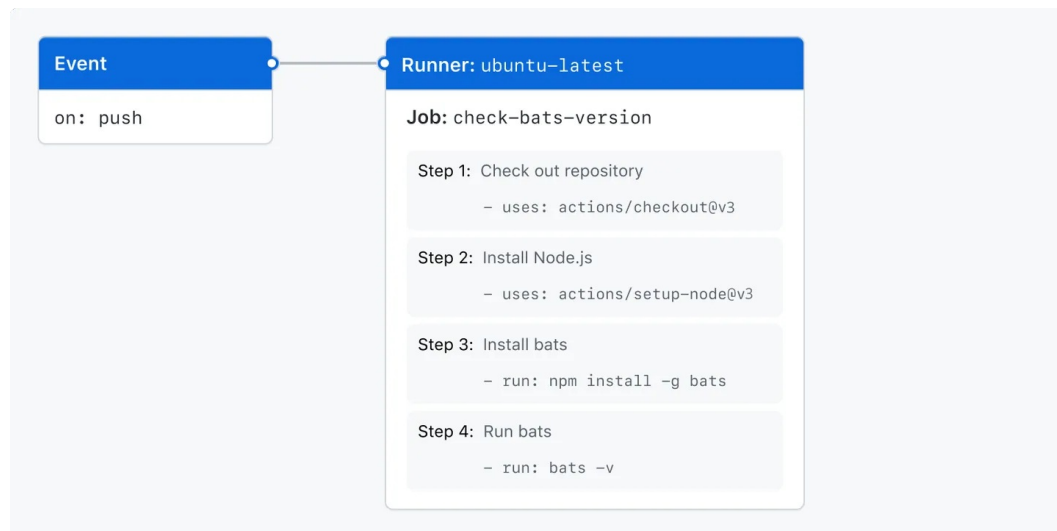 Event
on: push
Runner: ubuntu-latest
Job: check-bats-version
Step 1: Check out repository
- uses: actions/checkout@v3
Step 2: Install Node.js
- uses: actions/setup-node@v3
Step 3: Install bats
- run: npm install -g bats
Step 4: Run bats
- run: bats -v